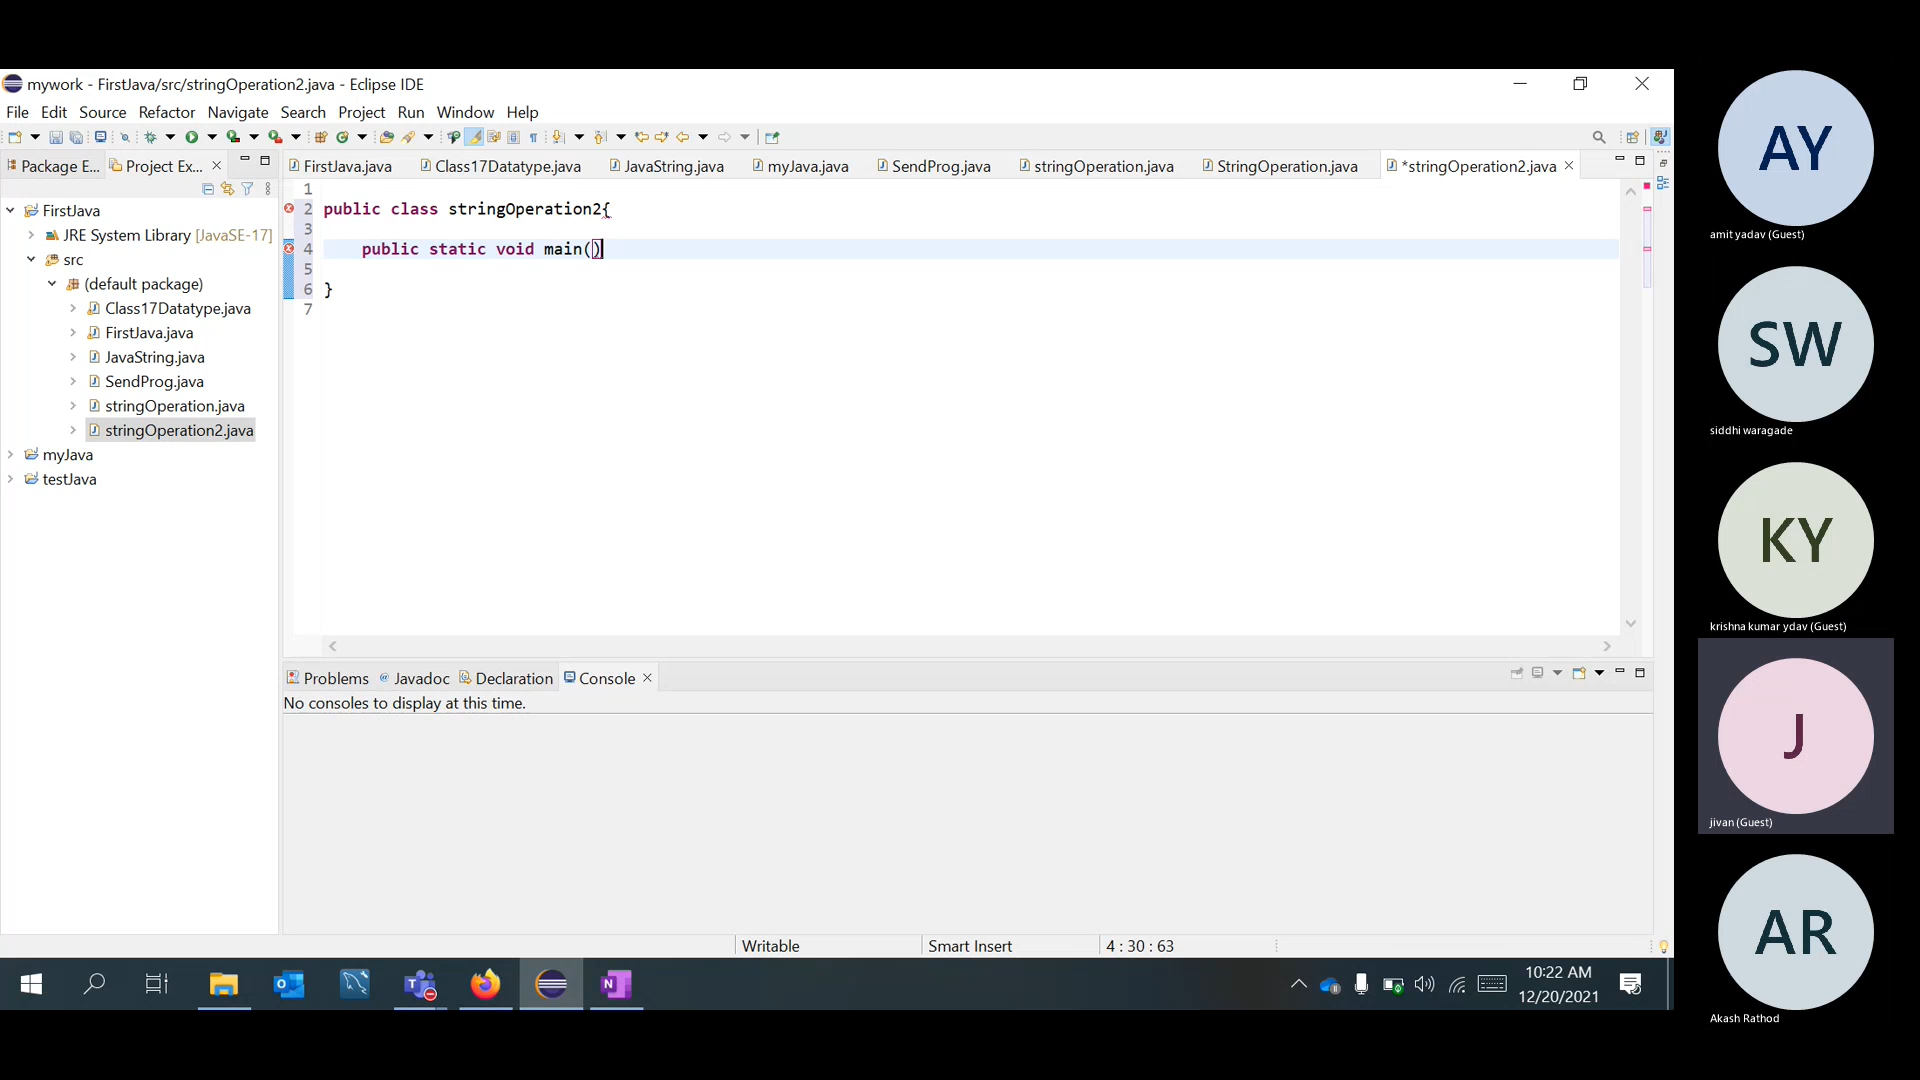 mywork - FirstJava/src/stringOperation2.java - Eclipse IDE
File Edit Source Refactor Navigate Search Project Run Window Help
Package E... Project Ex...
FirstJava.java Class17Datatype.java JavaString.java myJava.java SendProg.java stringOperation.java StringOperation.java *stringOperation2.java
FirstJava
JRE System Library [JavaSE-17]
src
(default package)
Class17Datatype.java
FirstJava.java
JavaString.java
SendProg.java
stringOperation.java
stringOperation2.java
myJava
testJava
1
2 public class stringOperation2{
3
4 public static void main()
5
6 }
7
Problems @ Javadoc Declaration Console
No consoles to display at this time.
Writable Smart Insert 4 : 30 : 63
10:22 AM
12/20/2021
AY
amit yadav (Guest)
SW
siddhi waragade
KY
krishna kumar ydav (Guest)
J
jivan (Guest)
AR
Akash Rathod